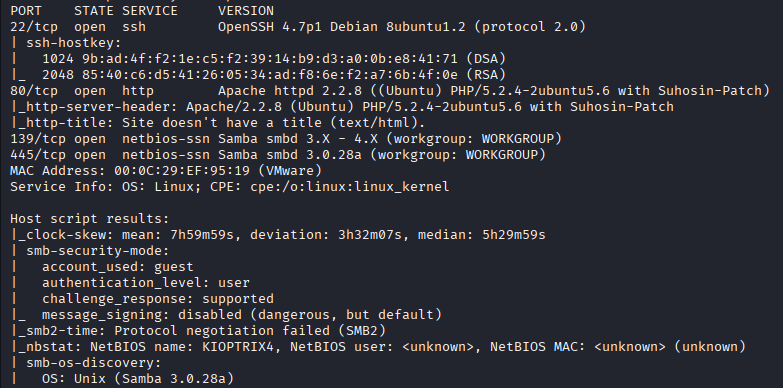 PORT    STATE SERVICE     VERSION
22/tcp  open  ssh         OpenSSH 4.7p1 Debian 8ubuntu1.2 (protocol 2.0)
| ssh-hostkey:
|   1024 9b:ad:4f:f2:1e:c5:f2:39:14:b9:d3:a0:0b:e8:41:71 (DSA)
|_  2048 85:40:c6:d5:41:26:05:34:ad:f8:6e:f2:a7:6b:4f:0e (RSA)
80/tcp  open  http        Apache httpd 2.2.8 ((Ubuntu) PHP/5.2.4-2ubuntu5.6 with Suhosin-Patch)
|_http-server-header: Apache/2.2.8 (Ubuntu) PHP/5.2.4-2ubuntu5.6 with Suhosin-Patch
|_http-title: Site doesn't have a title (text/html).
139/tcp open  netbios-ssn Samba smbd 3.X - 4.X (workgroup: WORKGROUP)
445/tcp open  netbios-ssn Samba smbd 3.0.28a (workgroup: WORKGROUP)
MAC Address: 00:0C:29:EF:95:19 (VMware)
Service Info: OS: Linux; CPE: cpe:/o:linux:linux_kernel

Host script results:
|_clock-skew: mean: 7h59m59s, deviation: 3h32m07s, median: 5h29m59s
| smb-security-mode:
|   account_used: guest
|   authentication_level: user
|   challenge_response: supported
|_  message_signing: disabled (dangerous, but default)
|_smb2-time: Protocol negotiation failed (SMB2)
|_nbstat: NetBIOS name: KIOPTRIX4, NetBIOS user: <unknown>, NetBIOS MAC: <unknown> (unknown)
| smb-os-discovery:
|   OS: Unix (Samba 3.0.28a)